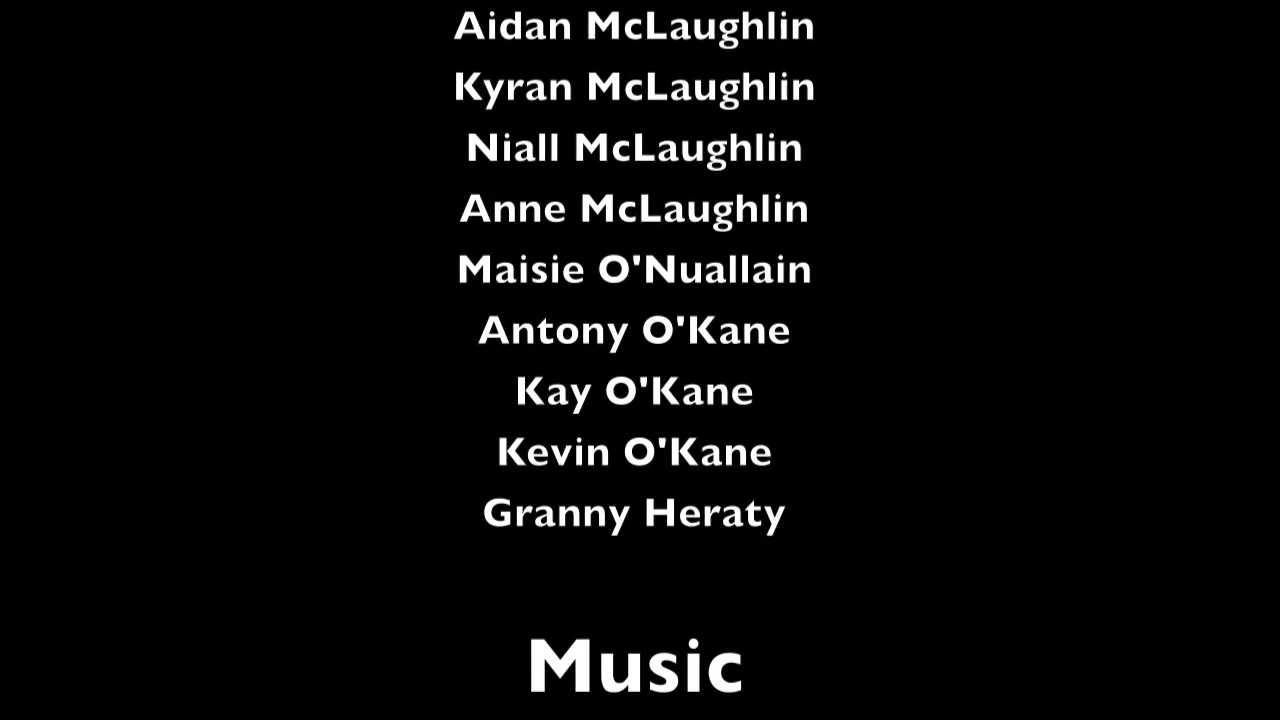 Aidan McLaughlin
Kyran McLaughlin
Niall McLaughlin
Anne McLaughlin
Maisie O'Nuallain
Antony O'Kane
Kay O'Kane
Kevin O'Kane
Granny Heraty
Music